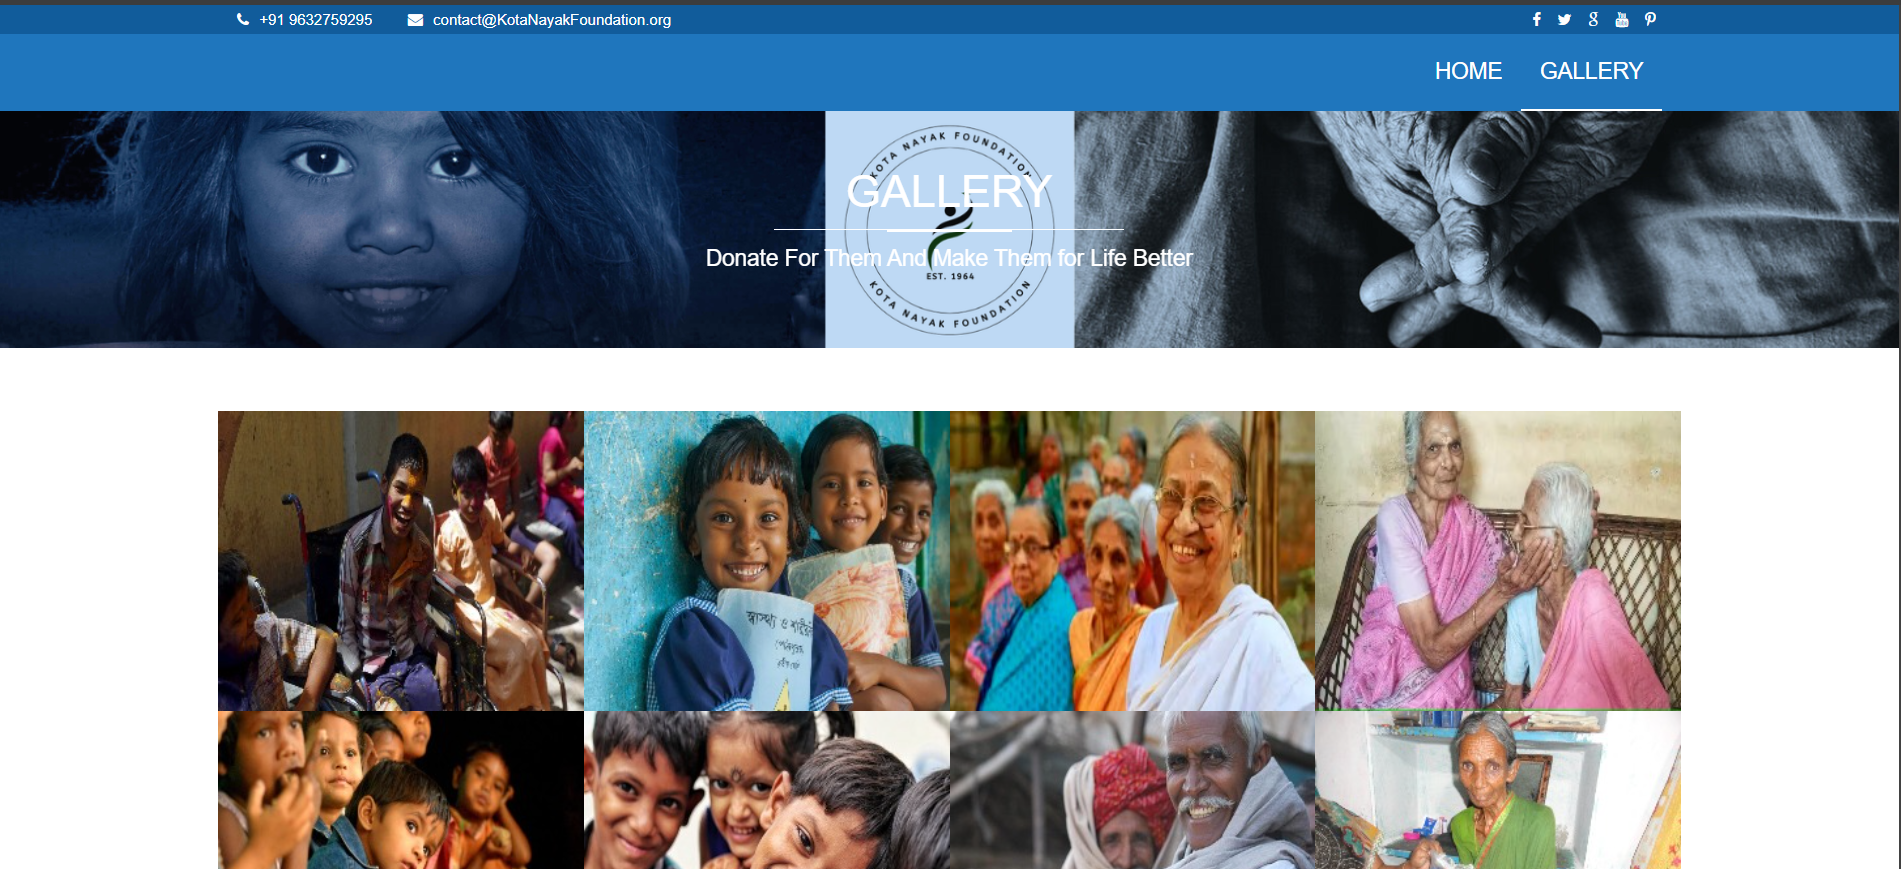 +91 9632759295
contact@KotaNayakFoundation.org
HOME
GALLERY
KOTA NAYAK FOUNDATION
GALLERY
Donate For Them And Make Them for Life Better
EST. 1964
KOTA NAYAK FOUNDATION
স্বাস্থ্য ও